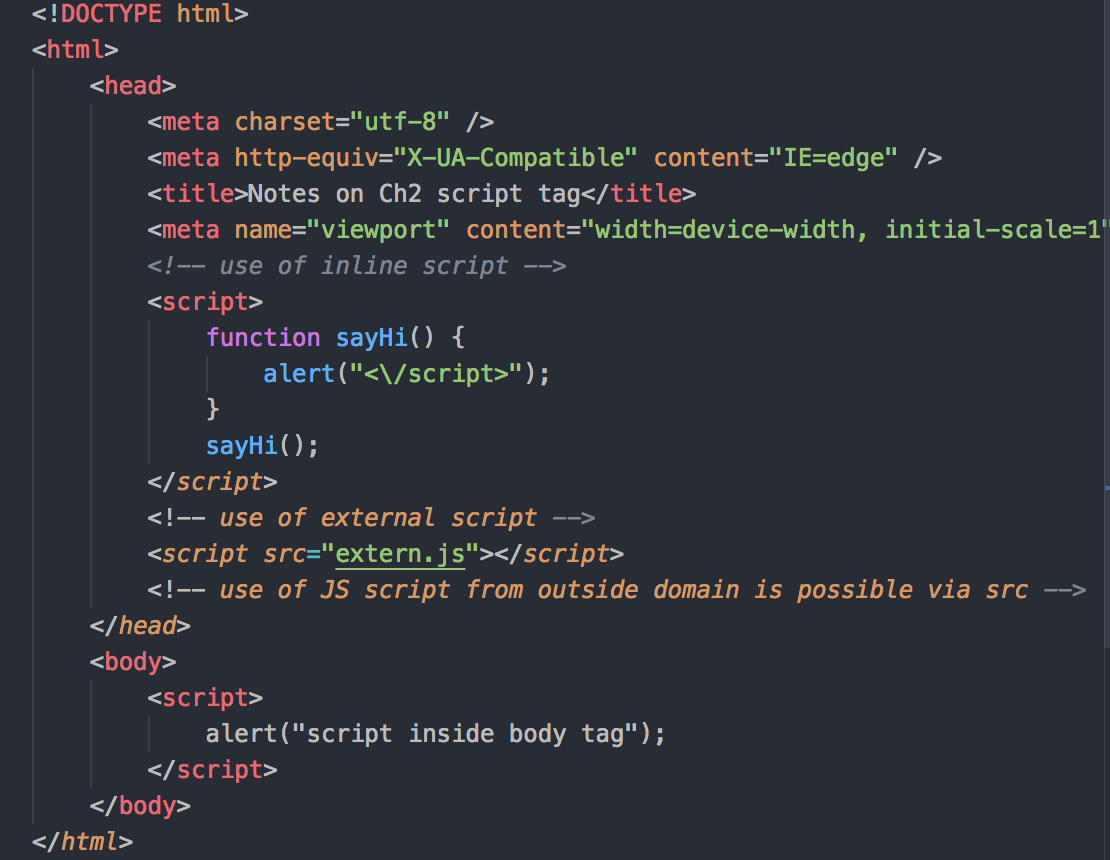 <!DOCTYPE html>
<html>
<head>
<meta charset="utf-8" />
<meta http-equiv="X-UA-Compatible" content="IE=edge" />
<title>Notes on Ch2 script tag</title>
<meta name="viewport" content="width=device-width, initial-scale=1"
<!-- use of inline script -->
<script>
function sayHi() {
alert("<\/script>");
}
sayHi();
</script>
<!-- use of external script -->
<script src="extern.js"></script>
<!-- use of JS script from outside domain is possible via src -->
</head>
<body>
<script>
alert("script inside body tag");
</script>
</body>
</html>